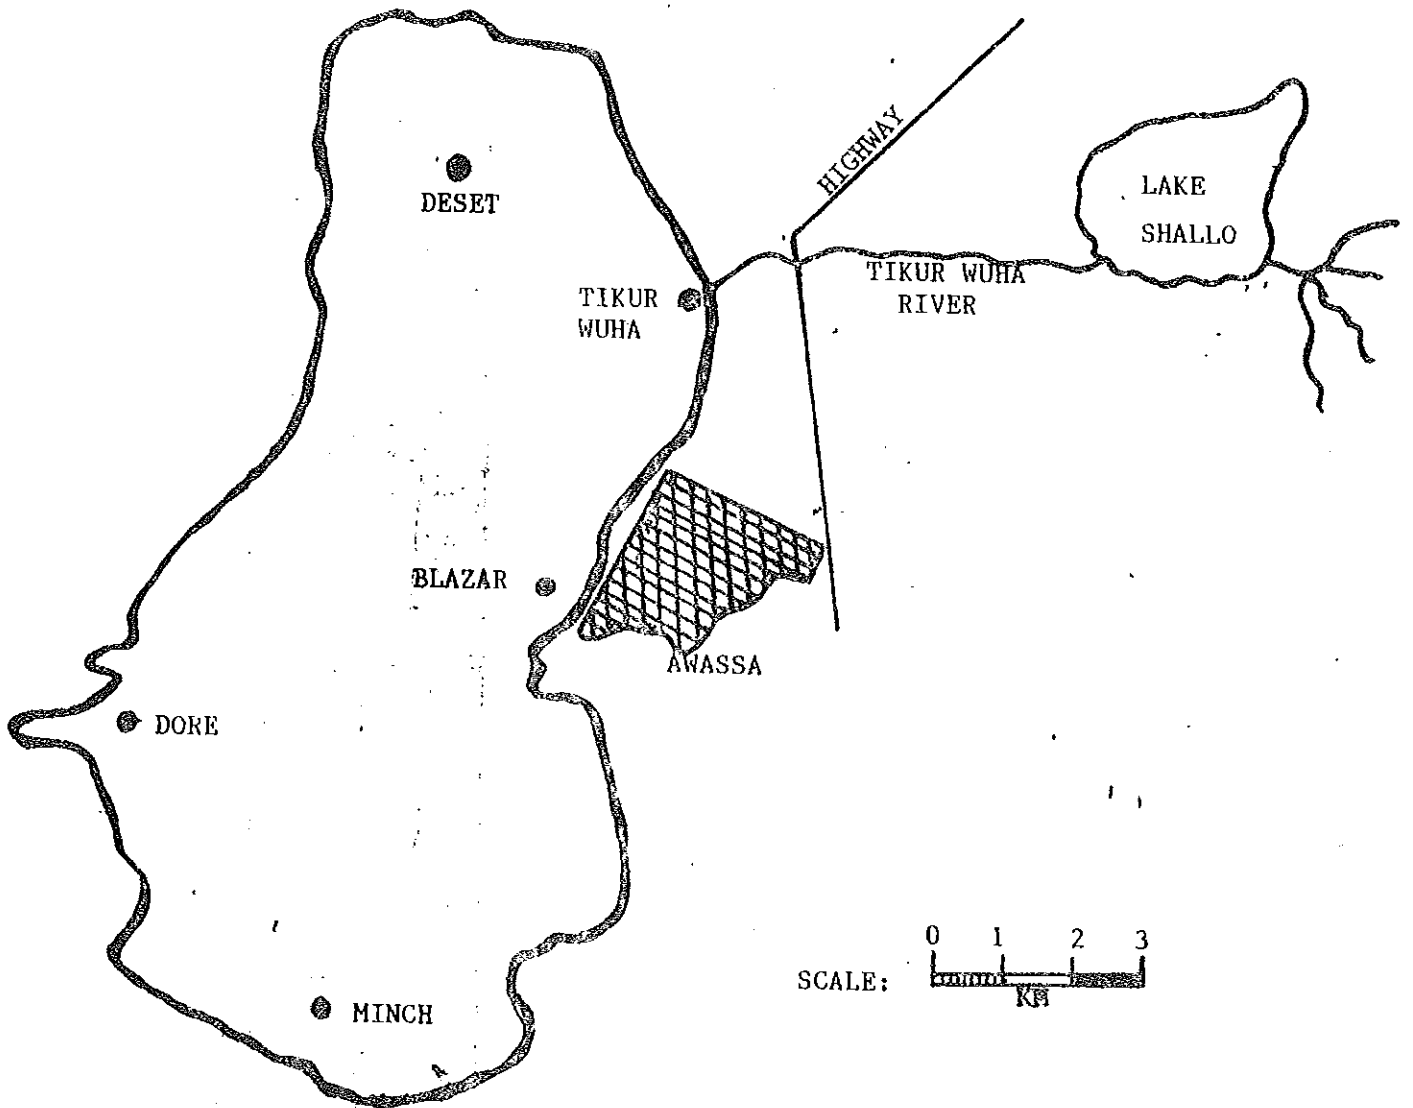 HIGHWAY
LAKE
SHALLO
DESET
TIKUR WUHA
RIVER
TIKUR
WUHA
BLAZAR
AWASSA
DORE
0 1 2 3
SCALE:
KM
MINCH